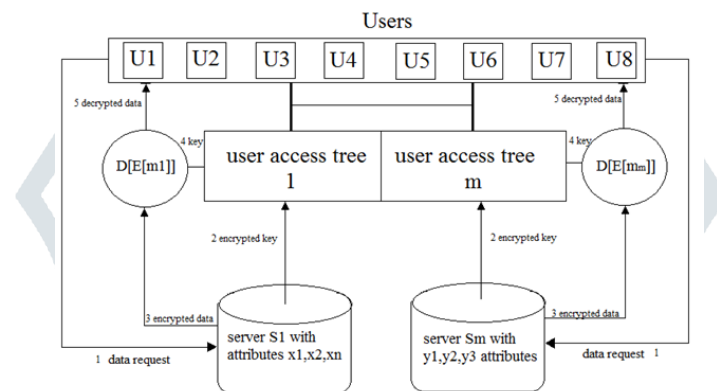 Users
U1 U2 U3 U4 U5 U6 U7 U8
5 decrypted data
5 decrypted data
4 key
4 key
D[E[m1]]
user access tree
1
user access tree
m
D[E[mm]]
2 encrypted key
2 encrypted key
3 encrypted data
3 encrypted data
server S1 with
attributes x1,x2,xn
server Sm with
y1,y2,y3 attributes
1 data request
data request 1